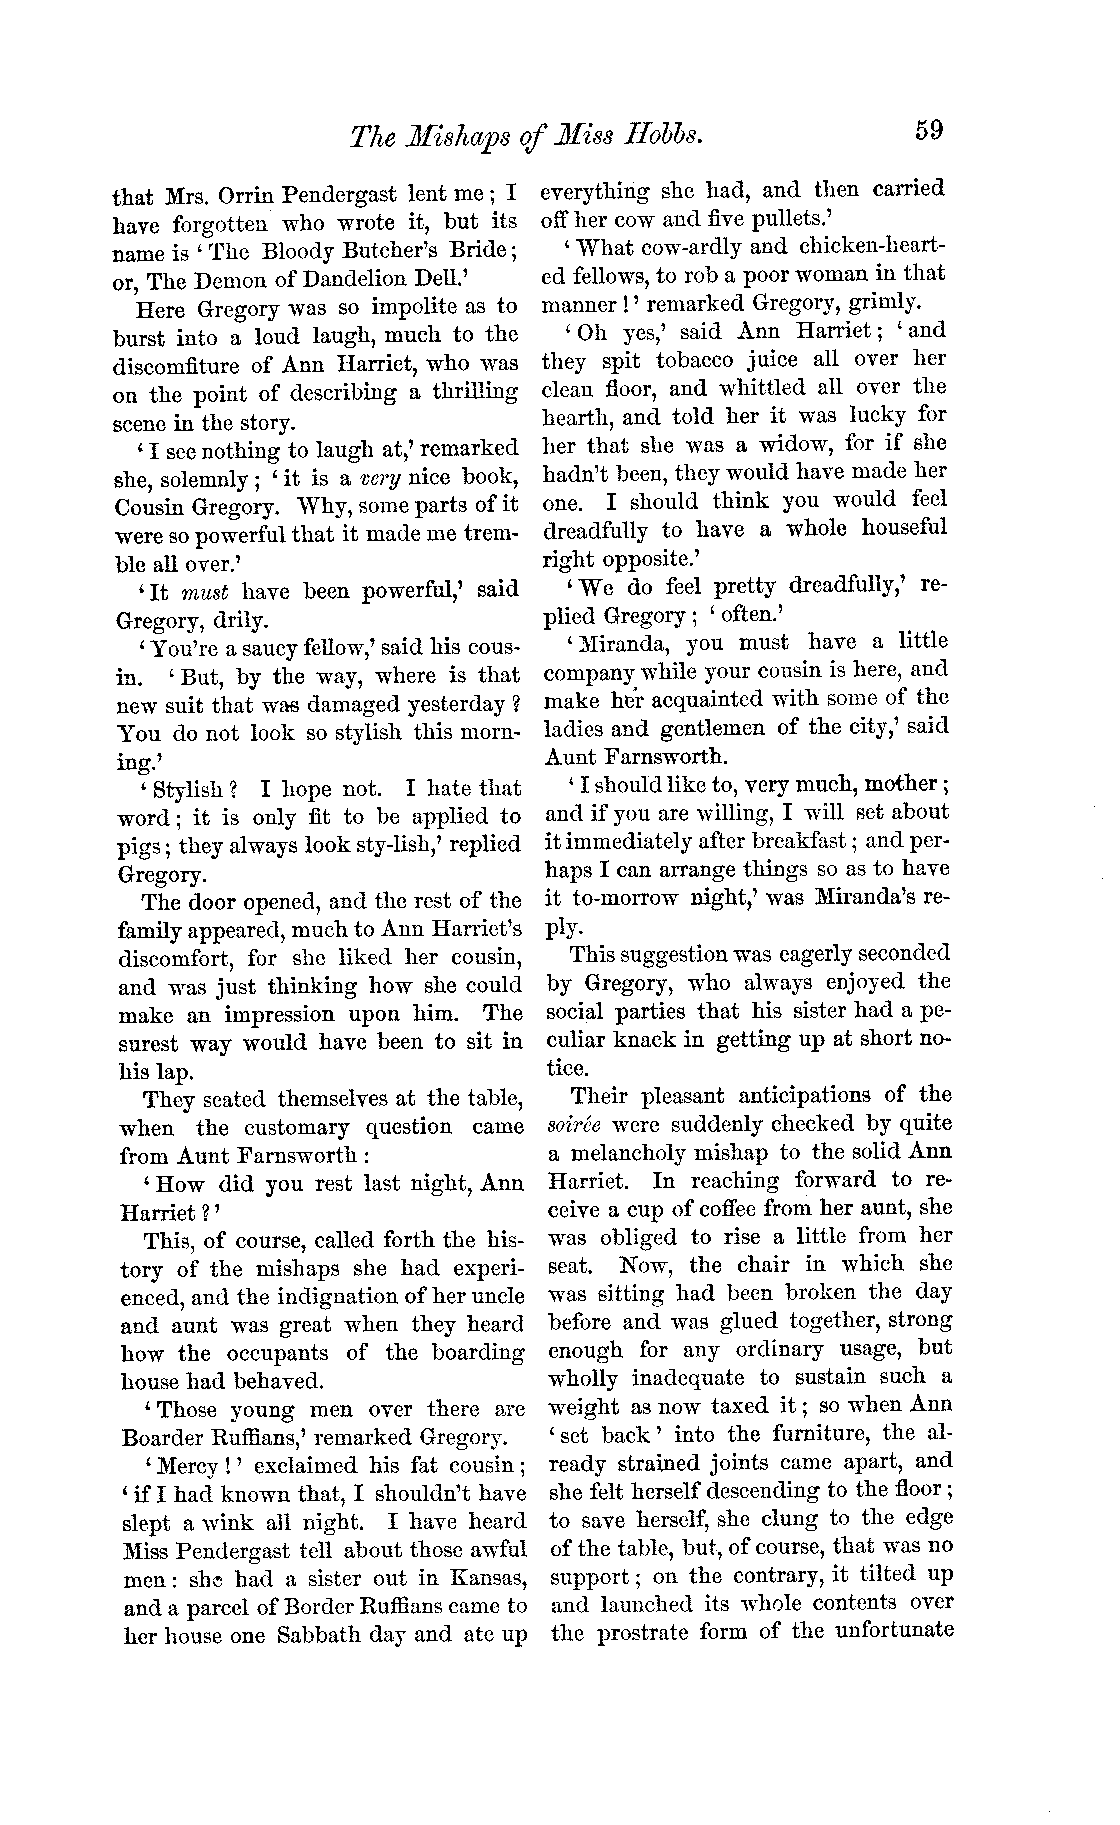 The Mishaps of Miss Hobbs. 59
that Mrs. Orrin Pendergast lent me; I
have forgotten who wrote it, but its
name is ‘The Bloody Butcher's Bride;
or, The Demon of Dandelion Dell.’
Here Gregory was so impolite as to
burst into a loud laugh, much to the
discomfiture of Ann Harriet, who was
on the point of describing a thrilling
scene in the story.
‘I see nothing to laugh at,’ remarked
she, solemnly; ‘it is a very nice book,
Cousin Gregory. Why, some parts of it
were so powerful that it made me trem-
ble all over.’
‘It must have been powerful,’ said
Gregory, drily.
‘You're a saucy fellow,’ said his cous-
in. ‘But, by the way, where is that
new suit that was damaged yesterday?
You do not look so stylish this morn-
ing.’
‘Stylish? I hope not. I hate that
word; it is only fit to be applied to
pigs; they always look sty-lish,’ replied
Gregory.
The door opened, and the rest of the
family appeared, much to Ann Harriet's
discomfort, for she liked her cousin,
and was just thinking how she could
make an impression upon him. The
surest way would have been to sit in
his lap.
They seated themselves at the table,
when the customary question came
from Aunt Farnsworth:
‘How did you rest last night, Ann
Harriet?’
This, of course, called forth the his-
tory of the mishaps she had experi-
enced, and the indignation of her uncle
and aunt was great when they heard
how the occupants of the boarding
house had behaved.
‘Those young men over there are
Boarder Ruffians,’ remarked Gregory.
‘Mercy!’ exclaimed his fat cousin;
‘if I had known that, I shouldn't have
slept a wink all night. I have heard
Miss Pendergast tell about those awful
men: she had a sister out in Kansas,
and a parcel of Border Ruffians came to
her house one Sabbath day and ate up
everything she had, and then carried
off her cow and five pullets.’
‘What cow-ardly and chicken-heart-
ed fellows, to rob a poor woman in that
manner!’ remarked Gregory, grimly.
‘Oh yes,’ said Ann Harriet; ‘and
they spit tobacco juice all over her
clean floor, and whittled all over the
hearth, and told her it was lucky for
her that she was a widow, for if she
hadn't been, they would have made her
one. I should think you would feel
dreadfully to have a whole houseful
right opposite.’
‘We do feel pretty dreadfully,’ re-
plied Gregory; ‘often.’
‘Miranda, you must have a little
company while your cousin is here, and
make her acquainted with some of the
ladies and gentlemen of the city,’ said
Aunt Farnsworth.
‘I should like to, very much, mother;
and if you are willing, I will set about
it immediately after breakfast; and per-
haps I can arrange things so as to have
it to-morrow night,’ was Miranda's re-
ply.
This suggestion was eagerly seconded
by Gregory, who always enjoyed the
social parties that his sister had a pe-
culiar knack in getting up at short no-
tice.
Their pleasant anticipations of the
soirée were suddenly checked by quite
a melancholy mishap to the solid Ann
Harriet. In reaching forward to re-
ceive a cup of coffee from her aunt, she
was obliged to rise a little from her
seat. Now, the chair in which she
was sitting had been broken the day
before and was glued together, strong
enough for any ordinary usage, but
wholly inadequate to sustain such a
weight as now taxed it; so when Ann
‘set back’ into the furniture, the al-
ready strained joints came apart, and
she felt herself descending to the floor;
to save herself, she clung to the edge
of the table, but, of course, that was no
support; on the contrary, it tilted up
and launched its whole contents over
the prostrate form of the unfortunate